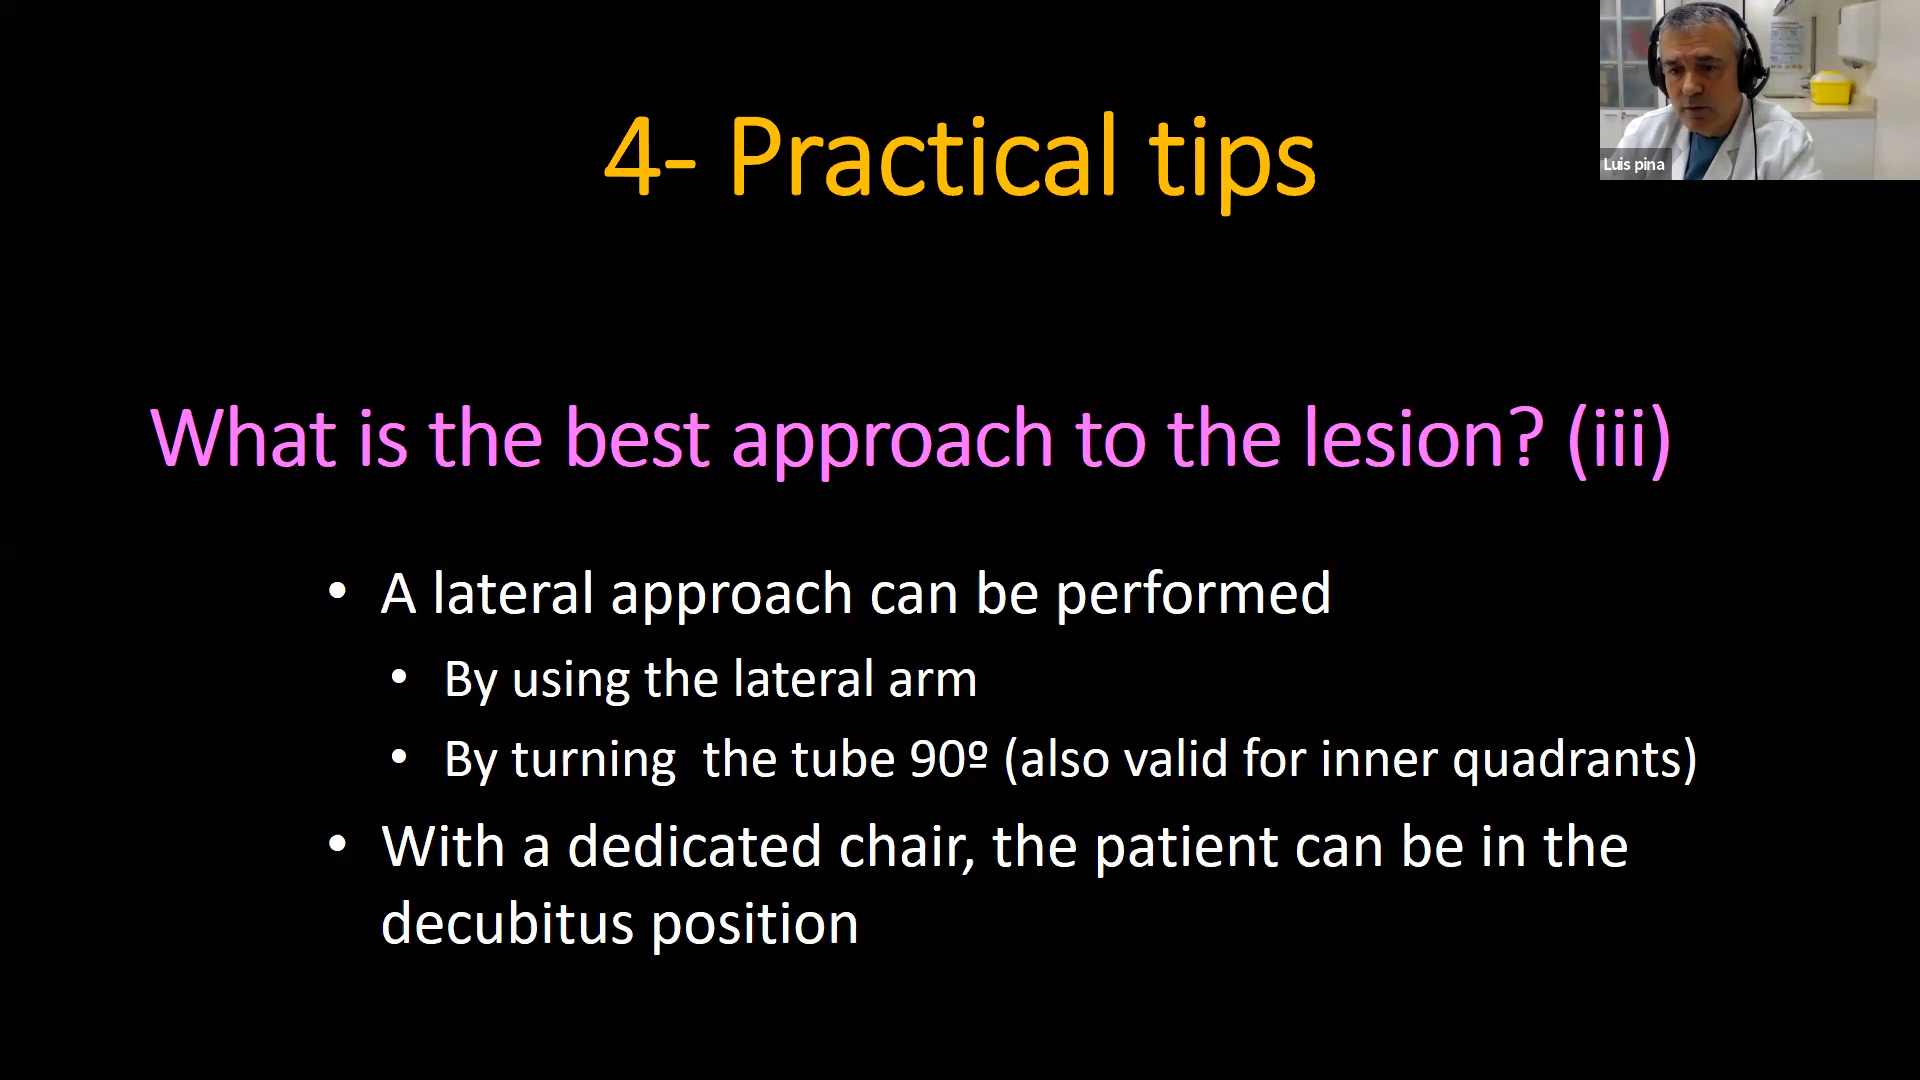 4- Practical tips
Luis pina
What is the best approach to the lesion? (iii)
• A lateral approach can be performed
• By using the lateral arm
• By turning  the tube 90º (also valid for inner quadrants)
• With a dedicated chair, the patient can be in the
decubitus position